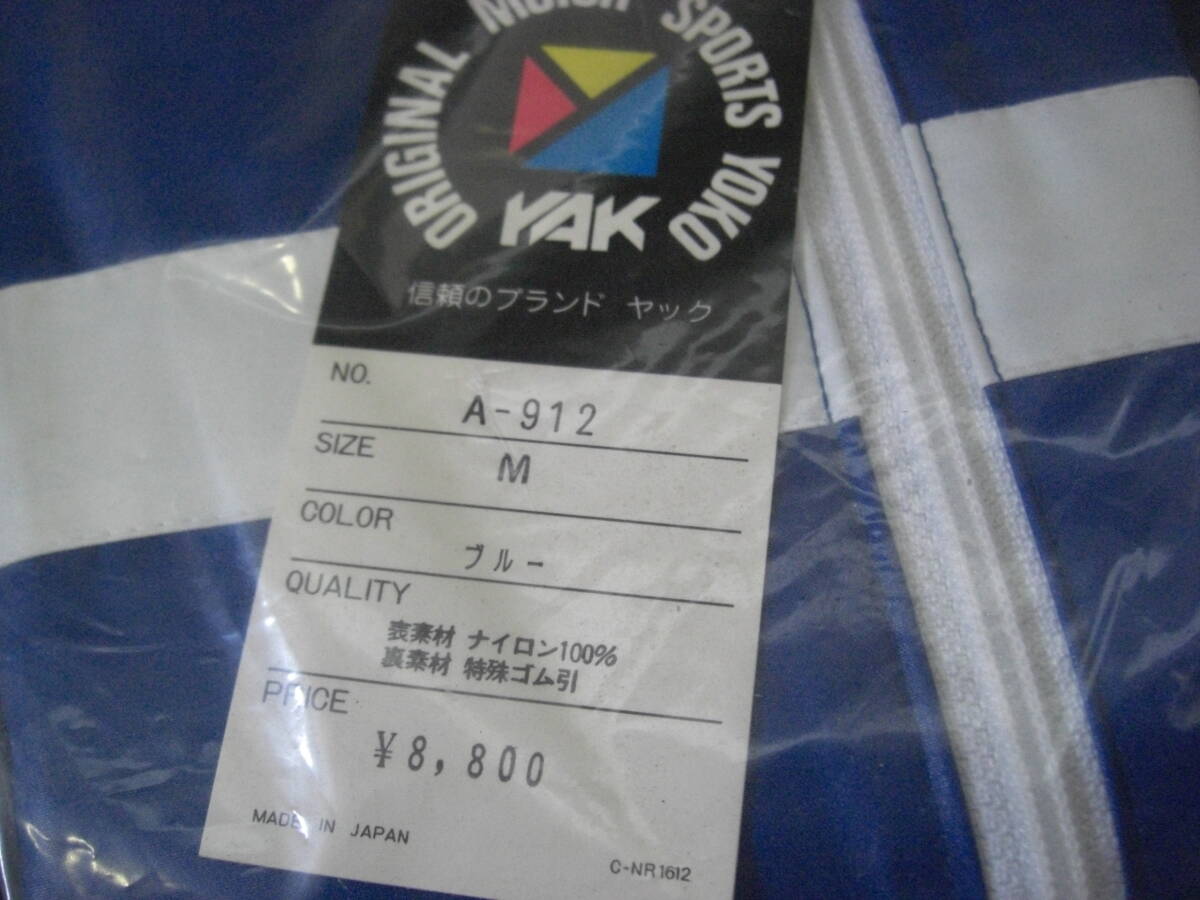 ORIGINAL SPORTS YOKO
YAK
信頼のブランド ヤック
NO.
A-912
SIZE
M
COLOR
ブルー
QUALITY
表素材 ナイロン100%
裏素材 特殊ゴム引
PRICE
¥8,800
MADE IN JAPAN
C-NR1612